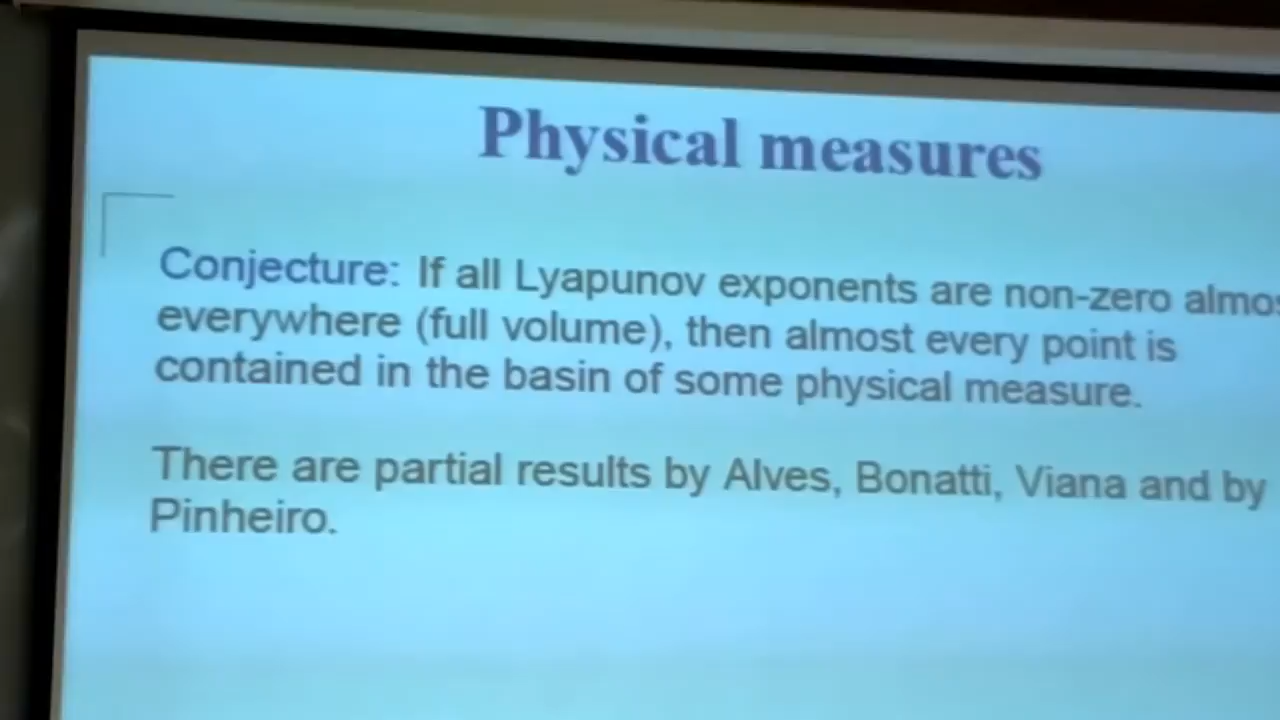 Physical measures
Conjecture: If all Lyapunov exponents are non-zero almos
everywhere (full volume), then almost every point is
contained in the basin of some physical measure.
There are partial results by Alves, Bonatti, Viana and by
Pinheiro.